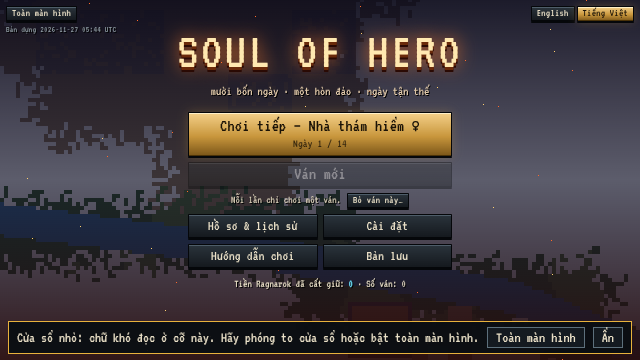 Toàn màn hình
English
Tiếng Việt
Bản dựng 2026-11-27 05:44 UTC
SOUL OF HERO
mười bốn ngày · một hòn đảo · ngày tận thế
Chơi tiếp - Nhà thám hiểm ♀
Ngày 1 / 14
Ván mới
Mỗi lần chỉ chơi một ván.
Bỏ ván này…
Hồ sơ & lịch sử
Cài đặt
Hướng dẫn chơi
Bản lưu
Tiền Ragnarok đã cất giữ: 0 · Số ván: 0
Cửa sổ nhỏ: chữ khó đọc ở cỡ này. Hãy phóng to cửa sổ hoặc bật toàn màn hình.
Toàn màn hình
Ẩn